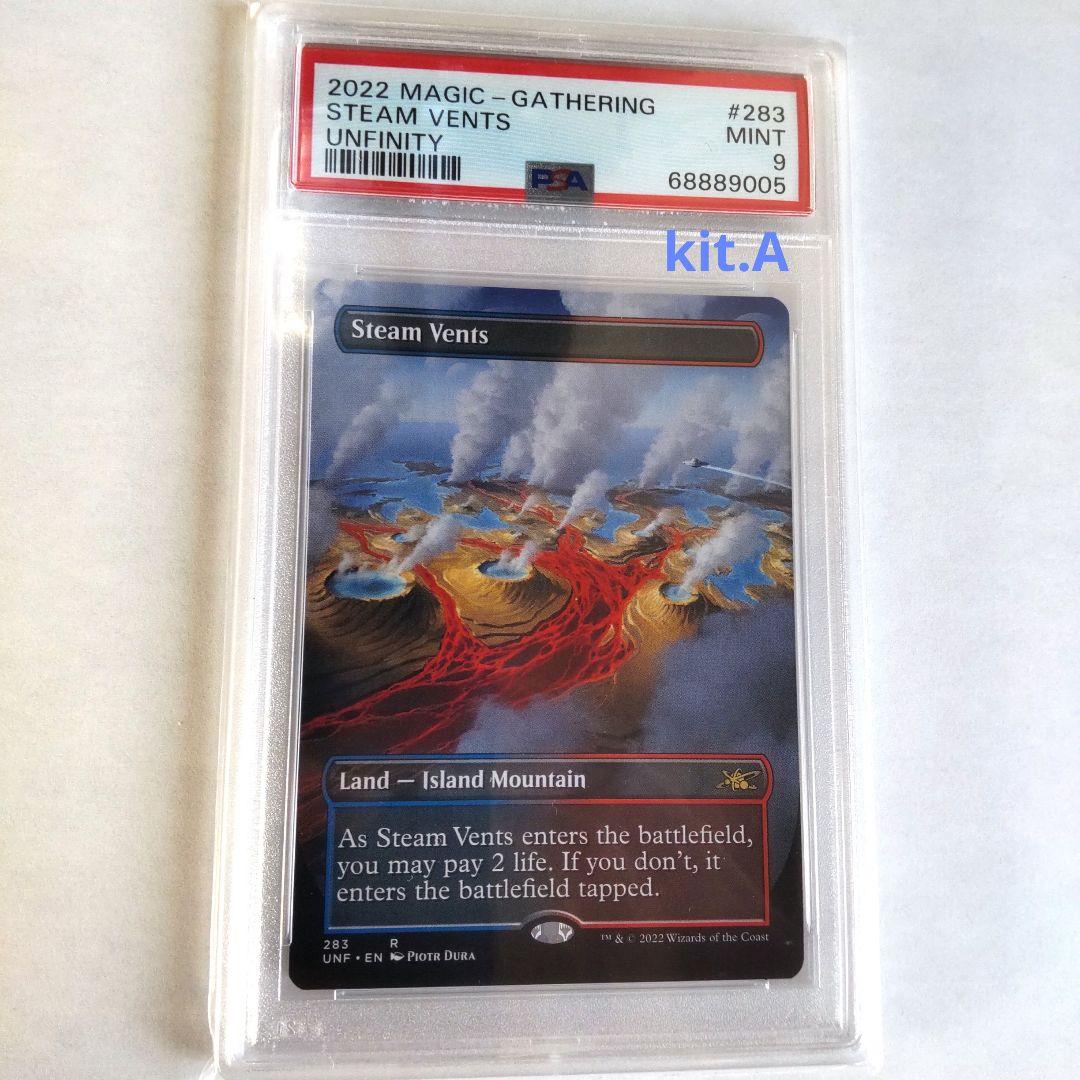 2022 MAGIC – GATHERING #283
STEAM VENTS MINT
UNFINITY 9
PSA 68889005
kit.A
Steam Vents
Land — Island Mountain
As Steam Vents enters the battlefield,
you may pay 2 life. If you don't, it
enters the battlefield tapped.
283 R
UNF • EN Piotr Dura
™ & © 2022 Wizards of the Coast